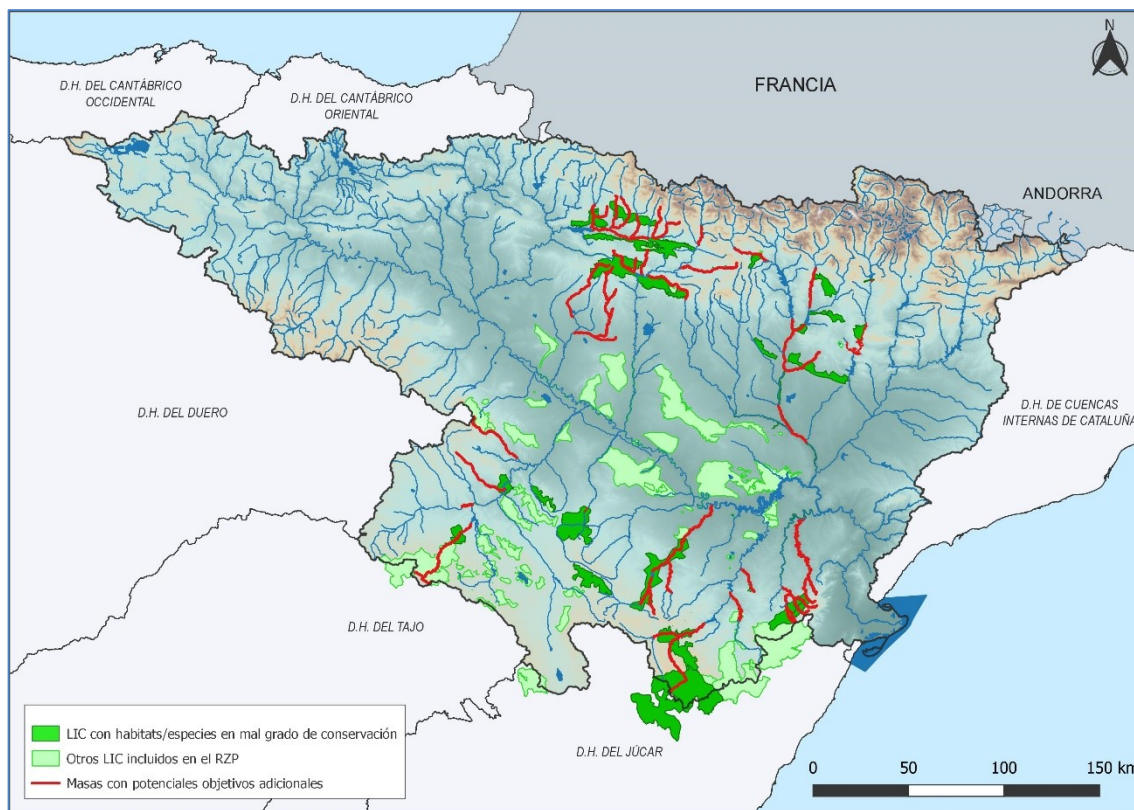 N
FRANCIA
D.H. DEL CANTÁBRICO
OCCIDENTAL
D.H. DEL CANTÁBRICO
ORIENTAL
ANDORRA
D.H. DEL DUERO
D.H. DE CUENCAS
INTERNAS DE CATALUÑA
D.H. DEL TAJO
D.H. DEL JÚCAR
LIC con habitats/especies en mal grado de conservación
Otros LIC incluidos en el RZP
Masas con potenciales objetivos adicionales
0 50 100 150 km